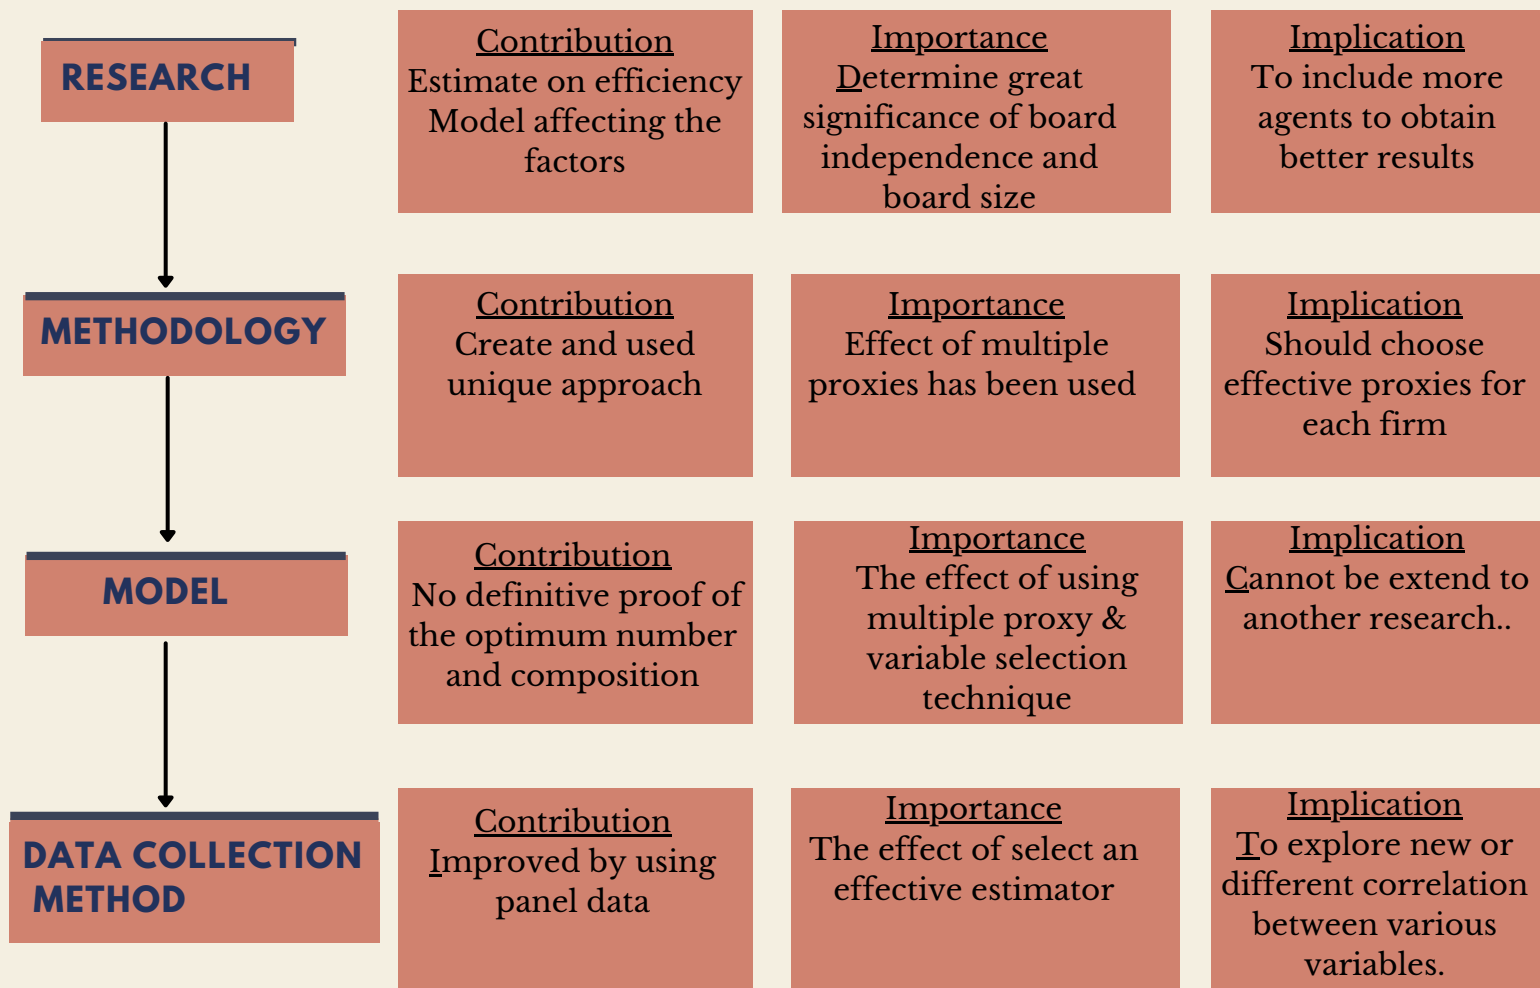 RESEARCH
Contribution
Estimate on efficiency
Model affecting the
factors
Importance
Determine great
significance of board
independence and
board size
Implication
To include more
agents to obtain
better results
METHODOLOGY
Contribution
Create and used
unique approach
Importance
Effect of multiple
proxies has been used
Implication
Should choose
effective proxies for
each firm
MODEL
Contribution
No definitive proof of
the optimum number
and composition
Importance
The effect of using
multiple proxy &
variable selection
technique
Implication
Cannot be extend to
another research..
DATA COLLECTION
METHOD
Contribution
Improved by using
panel data
Importance
The effect of select an
effective estimator
Implication
To explore new or
different correlation
between various
variables.